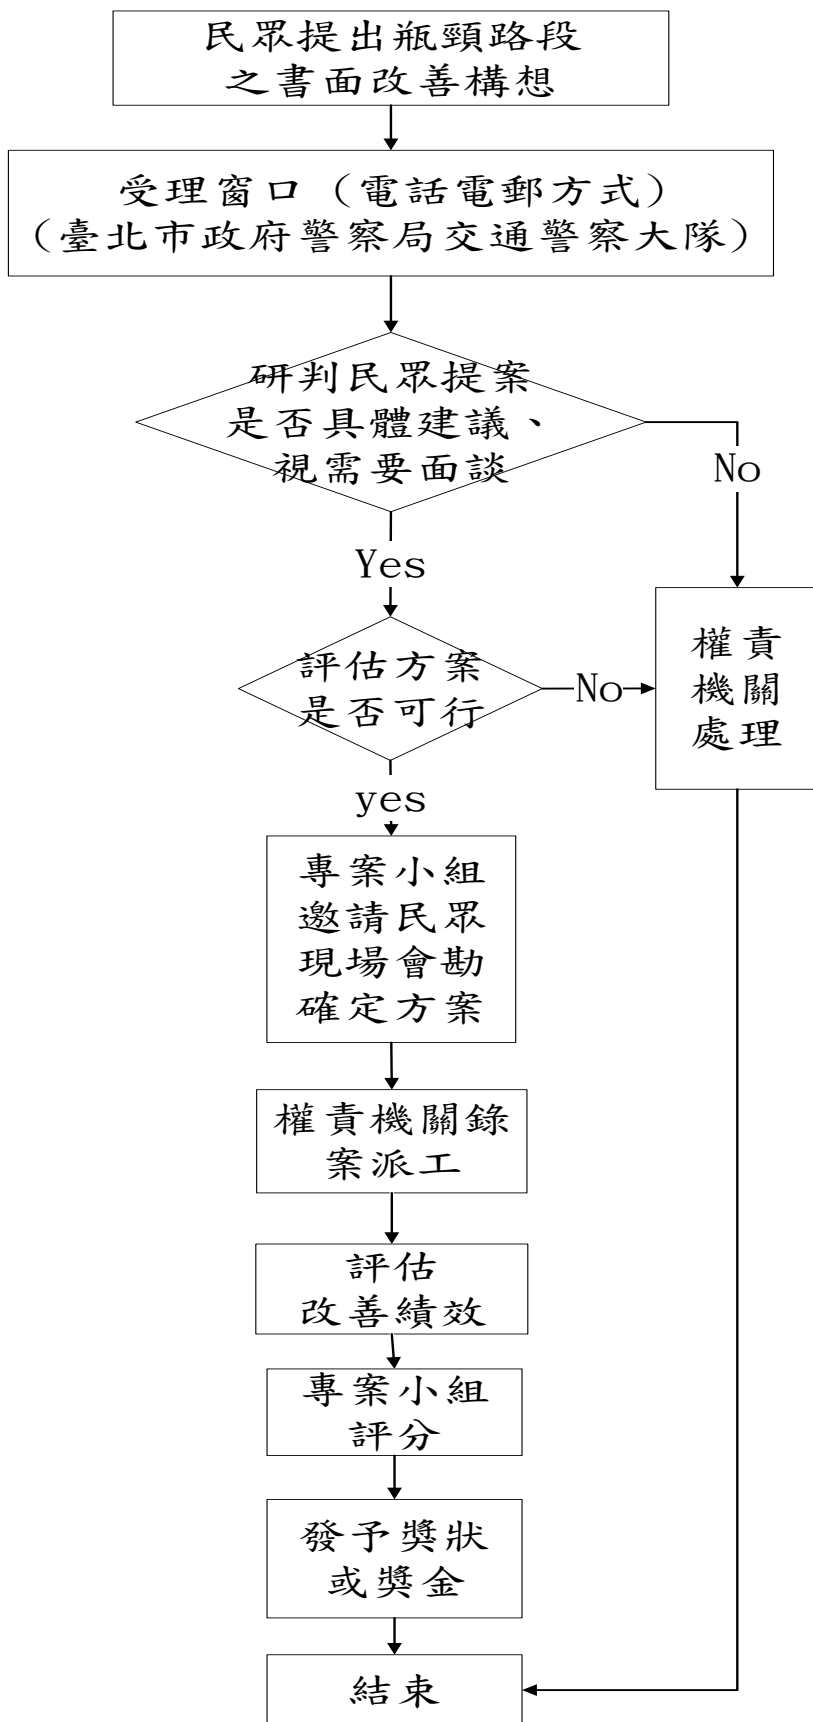 民眾提出瓶頸路段
之書面改善構想
受理窗口（電話電郵方式）
（臺北市政府警察局交通警察大隊）
研判民眾提案
是否具體建議、
視需要面談
No
Yes
評估方案
是否可行
No
權責
機關
處理
yes
專案小組
邀請民眾
現場會勘
確定方案
權責機關錄
案派工
評估
改善績效
專案小組
評分
發予獎狀
或獎金
結束